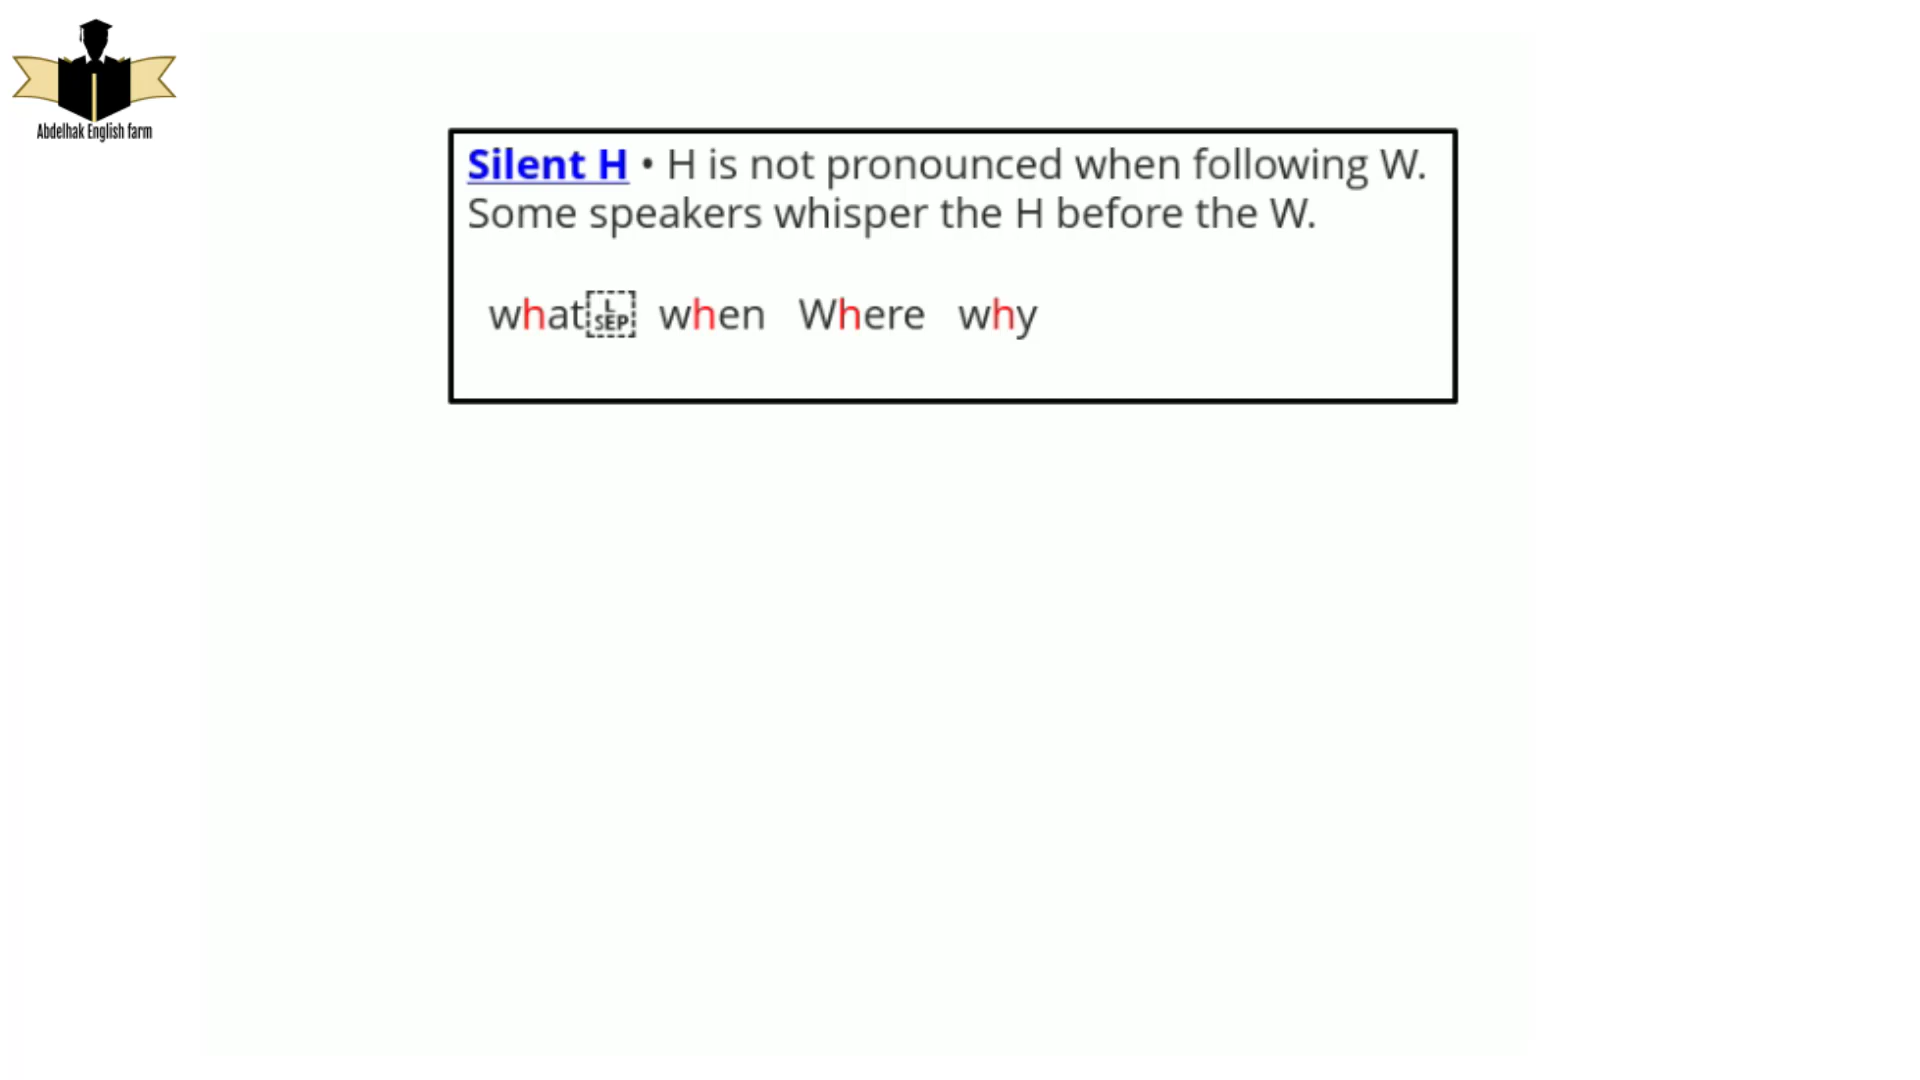 Abdelhak English farm
Silent H • H is not pronounced when following W.
Some speakers whisper the H before the W.
what when Where why